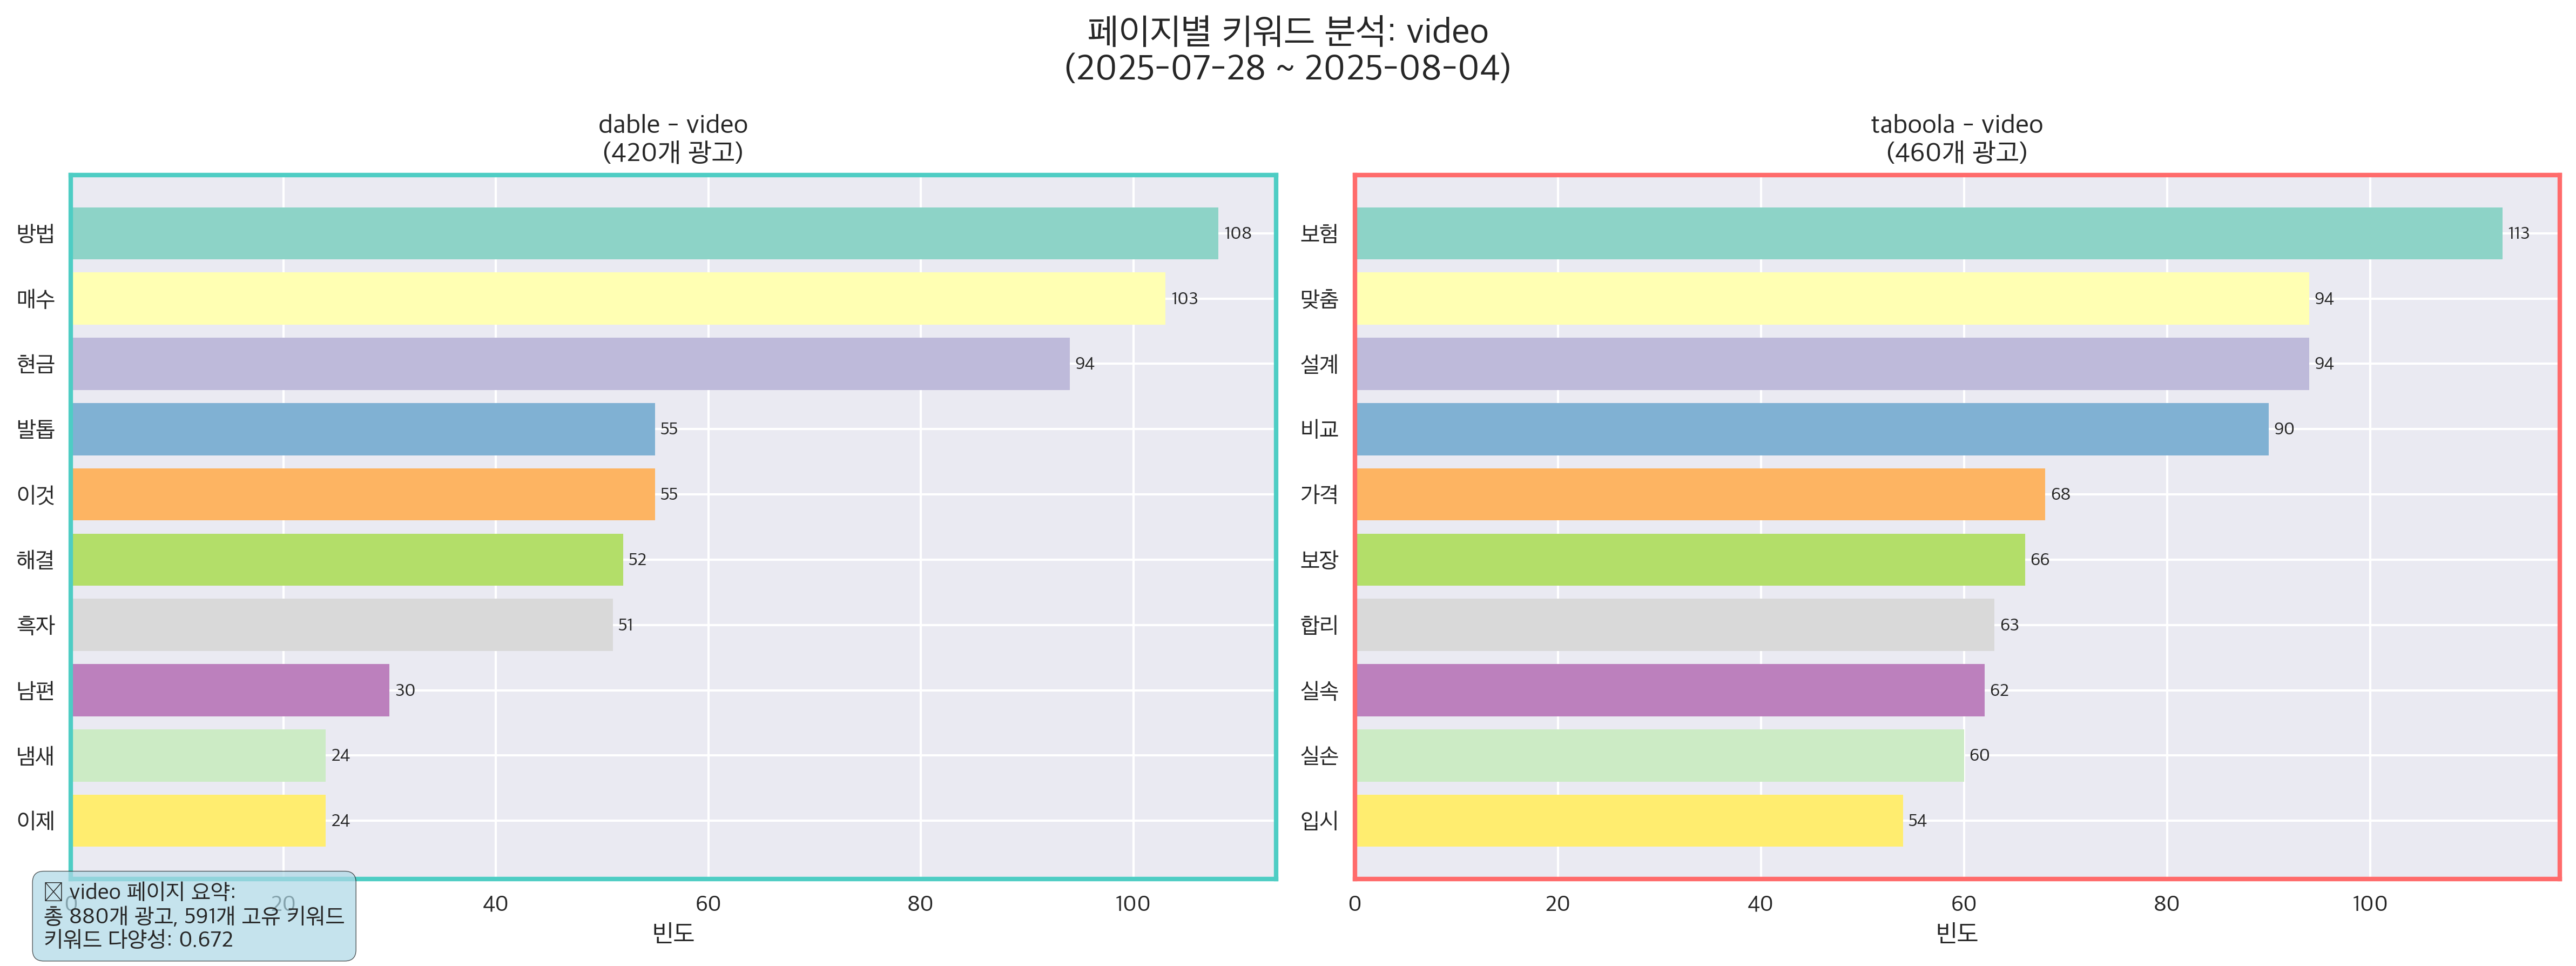 페이지별 키워드 분석: video
(2025-07-28 ~ 2025-08-04)
dable - video
(420개 광고)
방법 108
매수 103
현금 94
발톱 55
이것 55
해결 52
흑자 51
남편 30
냄새 24
이제 24
0 20 40 60 80 100
빈도
taboola - video
(460개 광고)
보험 113
맞춤 94
설계 94
비교 90
가격 68
보장 66
합리 63
실속 62
실손 60
입시 54
0 20 40 60 80 100
빈도
video 페이지 요약:
총 880개 광고, 591개 고유 키워드
키워드 다양성: 0.672